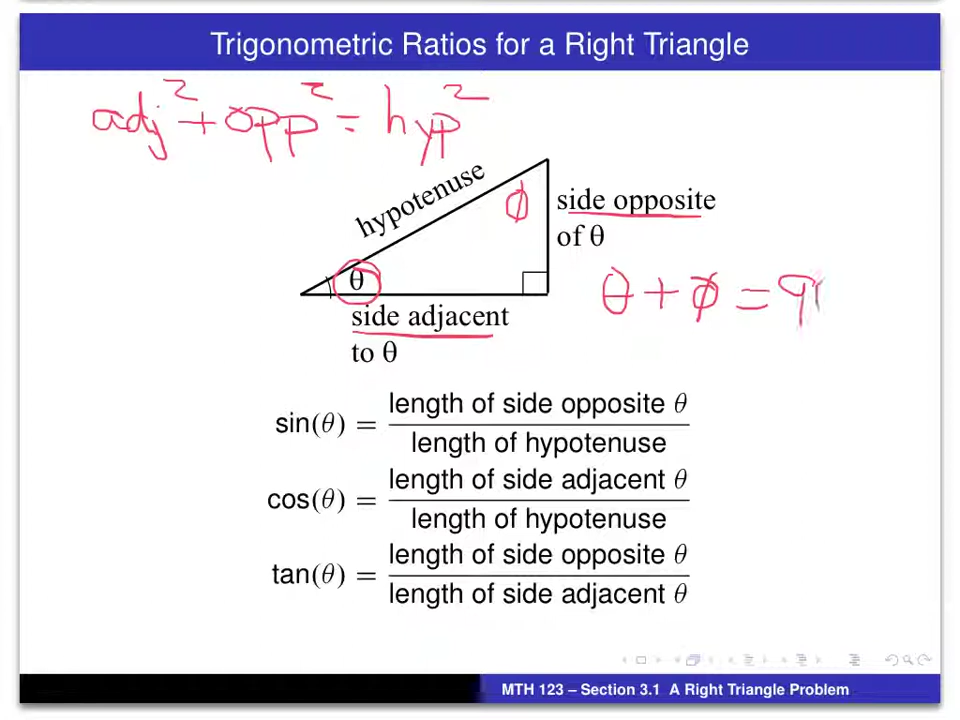 Trigonometric Ratios for a Right Triangle
adj² + opp² = hyp²
hypotenuse
ϕ
side opposite
of θ
θ
θ + ϕ = 9
side adjacent
to θ
sin(θ) = length of side opposite θ / length of hypotenuse
cos(θ) = length of side adjacent θ / length of hypotenuse
tan(θ) = length of side opposite θ / length of side adjacent θ
MTH 123 – Section 3.1 A Right Triangle Problem